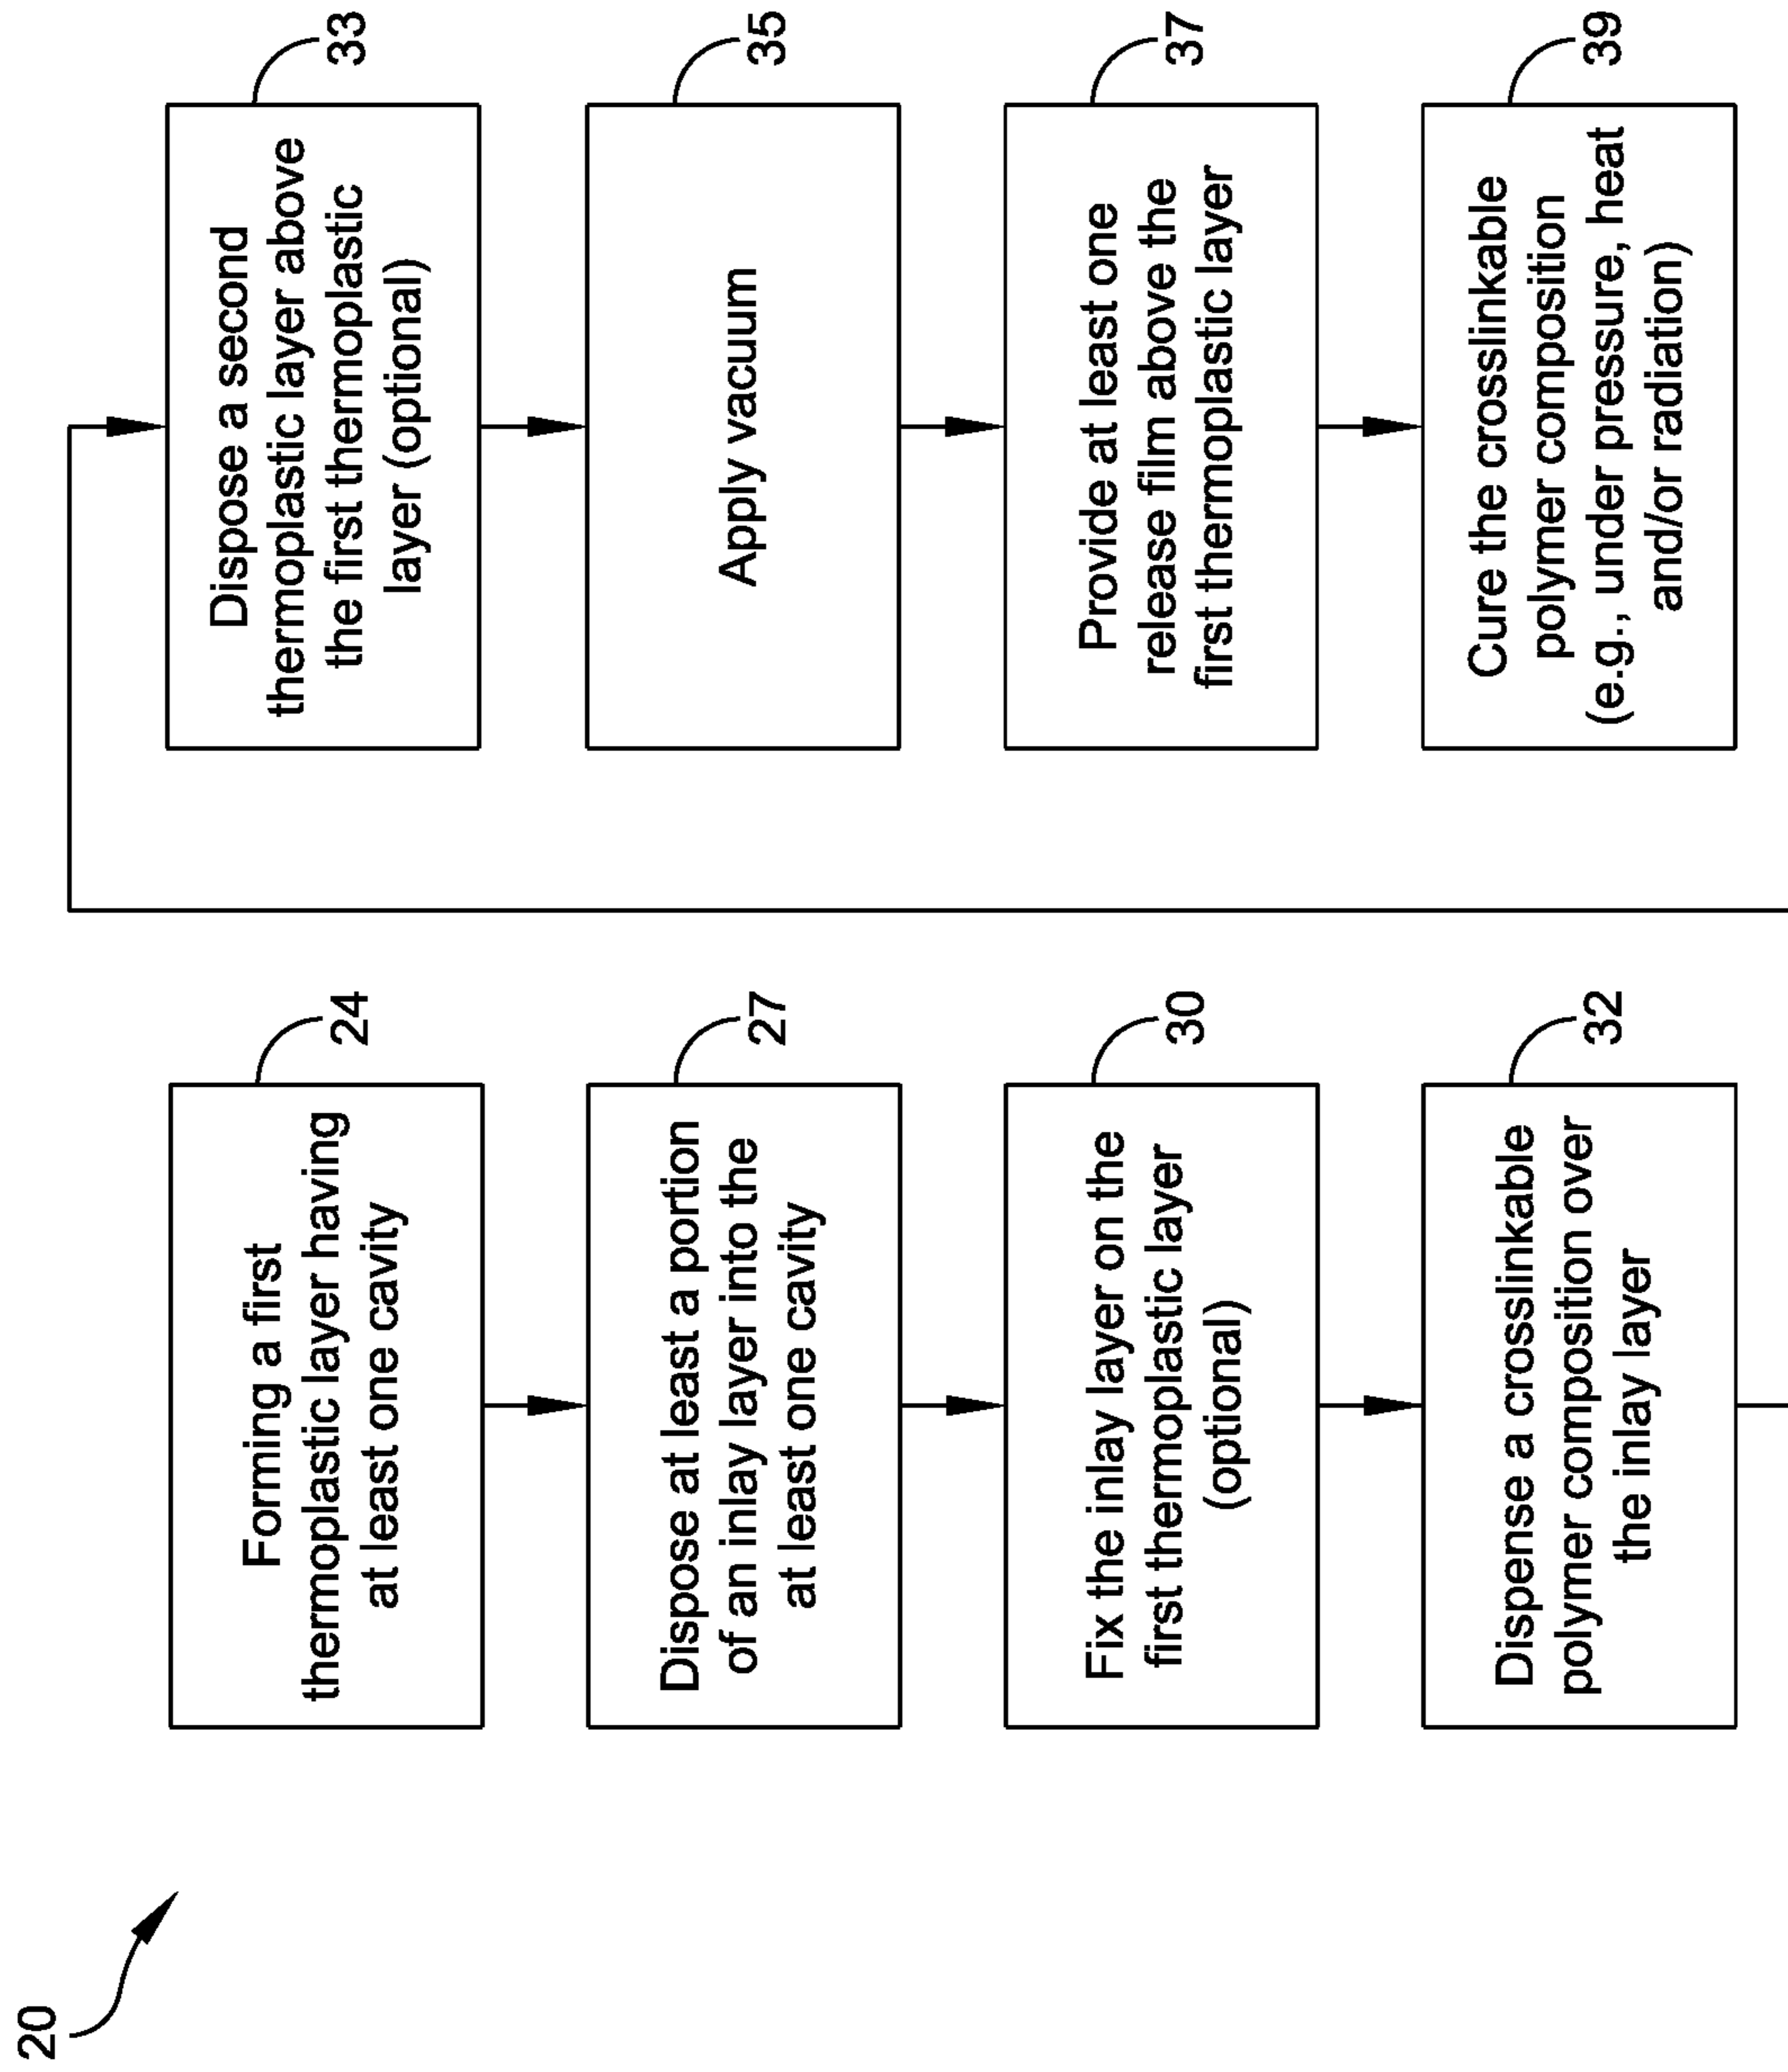 20
24
Forming a first
thermoplastic layer having
at least one cavity
27
Dispose at least a portion
of an inlay layer into the
at least one cavity
30
Fix the inlay layer on the
first thermoplastic layer
(optional)
32
Dispense a crosslinkable
polymer composition over
the inlay layer
33
Dispose a second
thermoplastic layer above
the first thermoplastic
layer (optional)
35
Apply vacuum
37
Provide at least one
release film above the
first thermoplastic layer
39
Cure the crosslinkable
polymer composition
(e.g., under pressure, heat
and/or radiation)